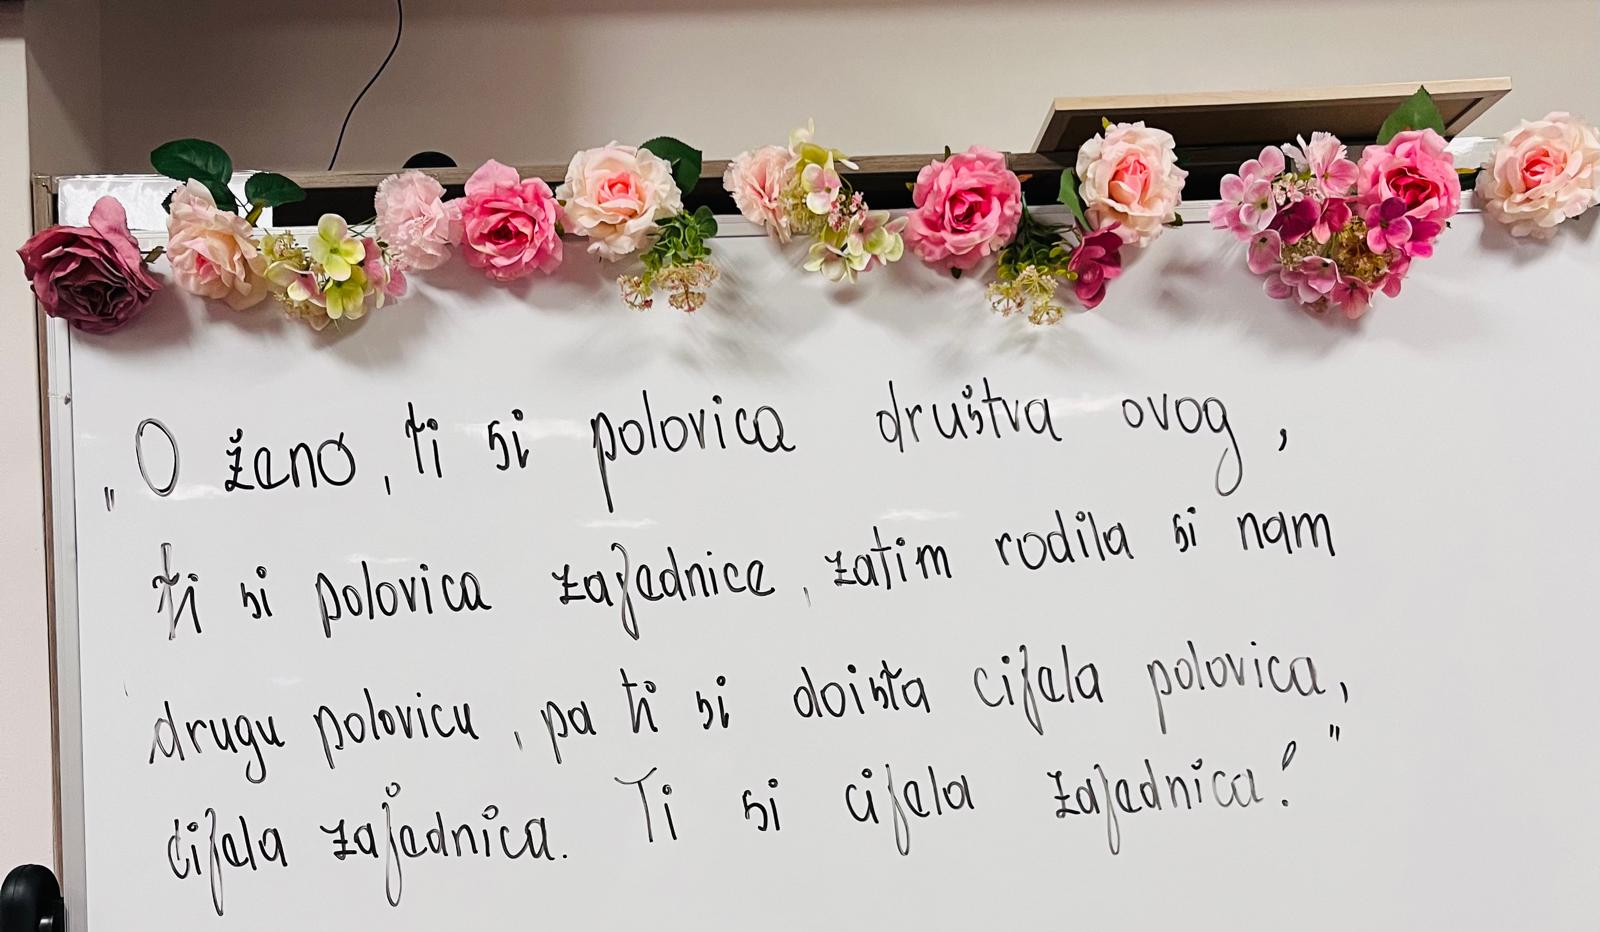 „O ženo, ti si polovica društva ovog,
ti si polovica zajednice, zatim rodila si nam
drugu polovicu, pa ti si doista cijela polovica,
cijela zajednica. Ti si cijela zajednica!"